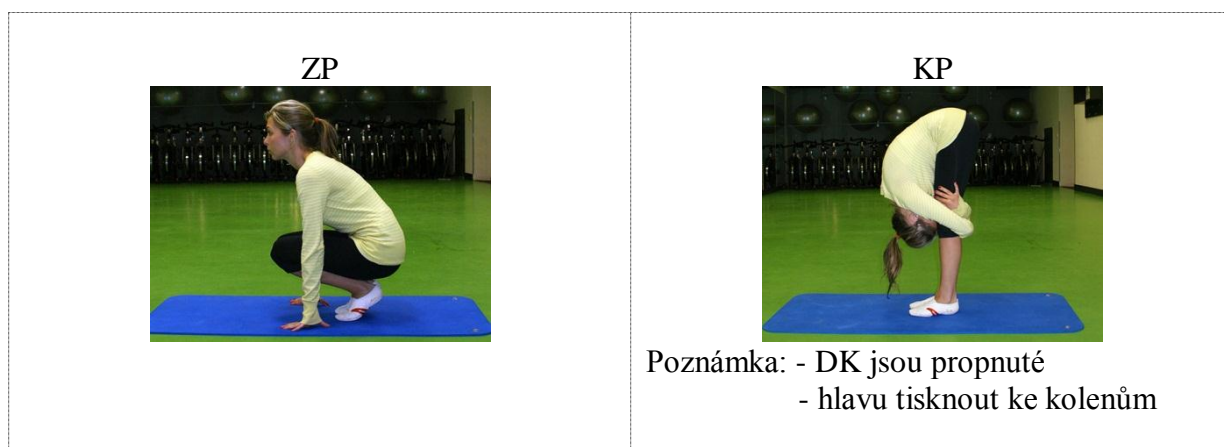 ZP
KP
Poznámka: - DK jsou propnuté
- hlavu tisknout ke kolenům